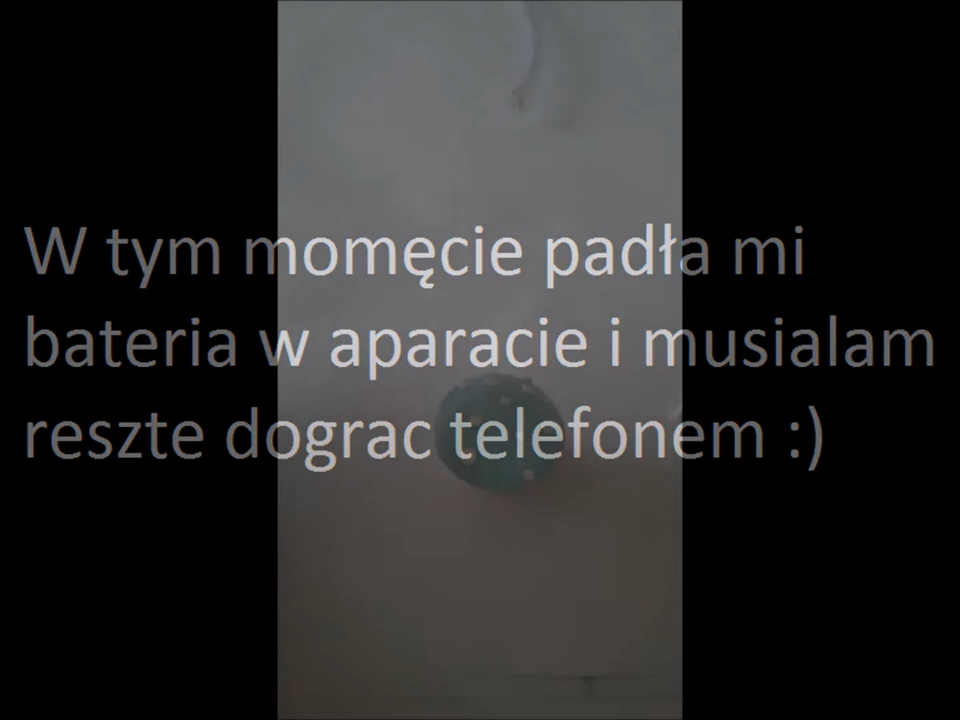 W tym momęcie padła mi
bateria w aparacie i musialam
reszte dograc telefonem :)